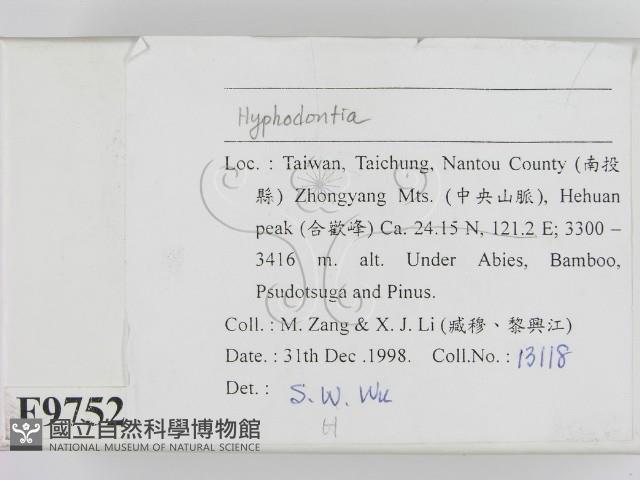 Hyphodontia
Loc. : Taiwan, Taichung, Nantou County (南投
縣) Zhongyang Mts. (中央山脈), Hehuan
peak (合歡峰) Ca. 24.15 N, 121.2 E; 3300 –
3416 m. alt. Under Abies, Bamboo,
Psudotsuga and Pinus.
Coll. : M. Zang & X. J. Li (臧穆、黎興江)
Date. : 31th Dec .1998. Coll.No. : 13118
Det. : S. W. Wu
H
F9752
國立自然科學博物館
NATIONAL MUSEUM OF NATURAL SCIENCE